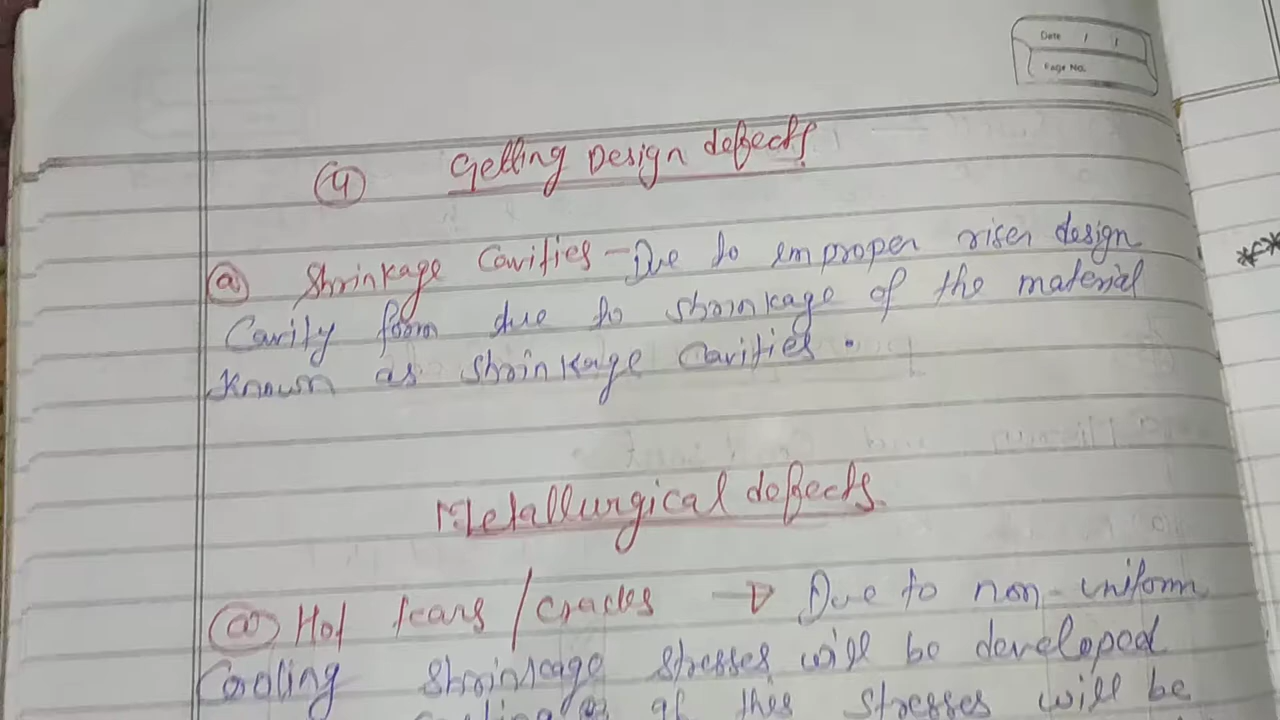 Date / /
Page No.
(4) Getting Design defects
(a) Shrinkage Cavities - Due to improper riser design
Cavity form due to shrinkage of the material
known as shrinkage cavities.
Metallurgical defects
(a) Hot tears/cracks → Due to non-uniform
Cooling shrinkage stresses will be developed
of this stresses will be